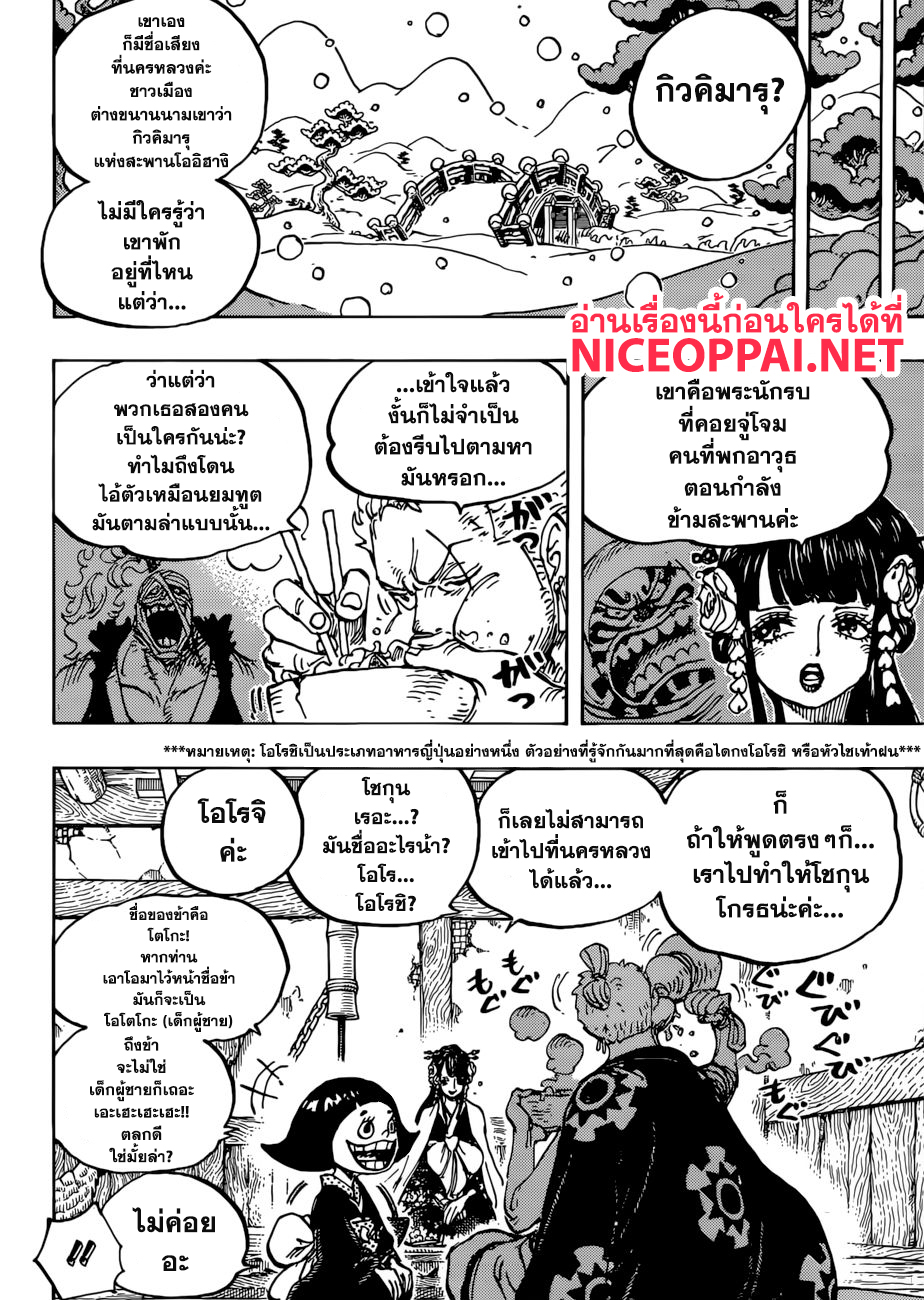 กิวคิมารุ?
เขาเอง
ก็มีชื่อเสียง
ที่นครหลวงค่ะ
ชาวเมือง
ต่างขนานนามเขาว่า
กิวคิมารุ
แห่งสะพานโออิฮางิ
ไม่มีใครรู้ว่า
เขาพัก
อยู่ที่ไหน
แต่ว่า...
อ่านเรื่องนี้ก่อนใครได้ที่
NICEOPPAI.NET
เขาคือพระนักรบ
ที่คอยจู่โจม
คนที่พกอาวุธ
ตอนกำลัง
ข้ามสะพานค่ะ
...เข้าใจแล้ว
งั้นก็ไม่จำเป็น
ต้องรีบไปตามหา
มันหรอก...
ว่าแต่ว่า
พวกเธอสองคน
เป็นใครกันน่ะ?
ทำไมถึงโดน
ไอ้ตัวเหมือนยมทูต
มันตามล่าแบบนั้น...
ガツ
ガツ
***หมายเหตุ: โอโรชิเป็นประเภทอาหารญี่ปุ่นอย่างหนึ่ง ตัวอย่างที่รู้จักกันมากที่สุดคือไดกงโอโรชิ หรือหัวไชเท้าฝน***
ก็
ถ้าให้พูดตรงๆก็...
เราไปทำให้โชกุน
โกรธน่ะค่ะ...
ก็เลยไม่สามารถ
เข้าไปที่นครหลวง
ได้แล้ว...
โชกุน
เรอะ...?
มันชื่ออะไรน้า?
โอโร...
โอโรชิ?
โอโรจิ
ค่ะ
ชื่อของข้าคือ
โตโกะ!
หากท่าน
เอาโอมาไว้หน้าชื่อข้า
มันก็จะเป็น
โอโตโกะ (เด็กผู้ชาย)
ถึงข้า
จะไม่ใช่
เด็กผู้ชายก็เถอะ
เอะเฮะเฮะเฮะ!!
ตลกดี
ใช่มั้ยล่า?
もぐ
もぐ
ぐび
ぐび
もぐ
ไม่ค่อย
อะ
!!